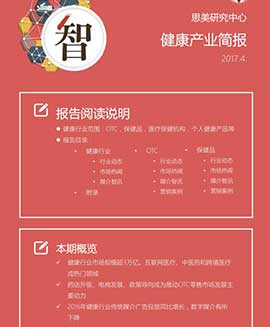 智
思美研究中心
健康产业简报
2017.4.
报告阅读说明
● 健康行业范围：OTC，保健品，医疗保健机构，个人健康产品等
● 报告目录：
• 健康行业
• 行业动态
• 市场热闻
• 媒介智讯
• 附录
• OTC
• 行业动态
• 市场热闻
• 媒介智讯
• 营销案例
• 保健品
• 行业动态
• 市场热闻
• 媒介智讯
• 营销案例
本期概览
✓ 健康行业市场规模超3万亿。互联网医疗、中医药和跨境医疗
成热门领域
✓ 药店升级、电商发展、政策导向成为推动OTC零售市场发展主
要动力
✓ 2016年健康行业传统媒介广告投放同比增长，数字媒介有所
下降